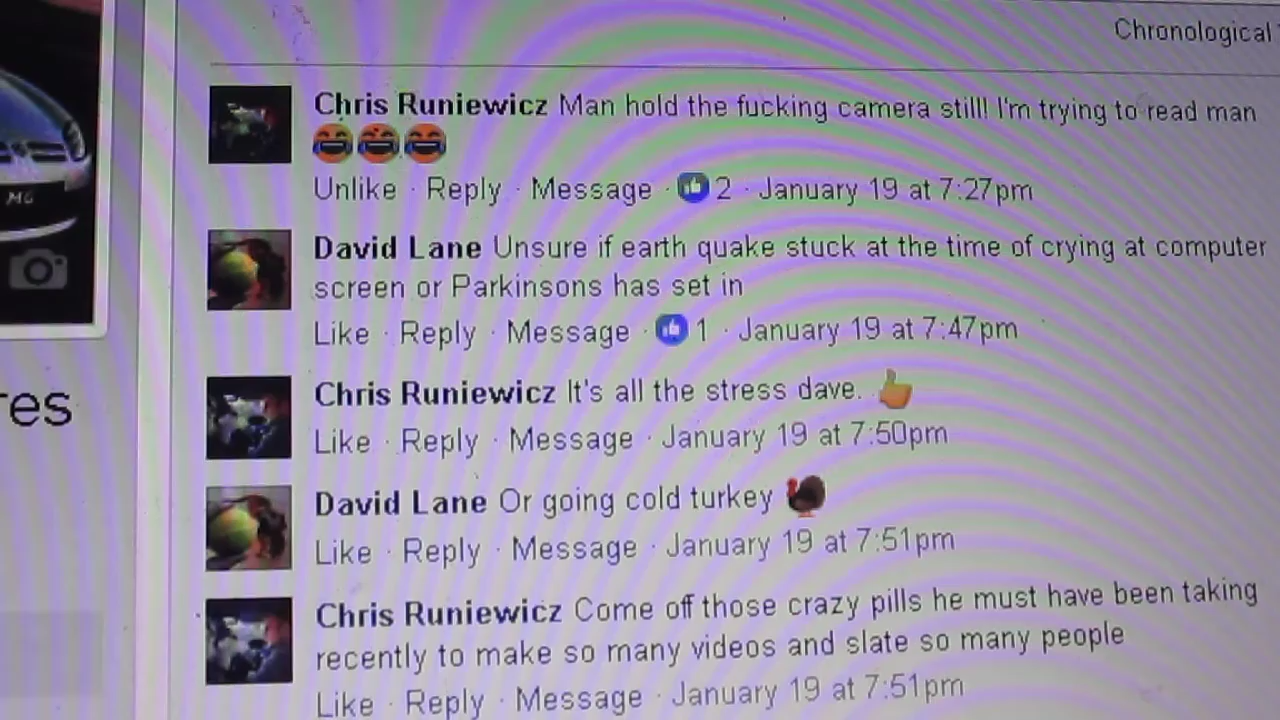 Chronological
Chris Runiewicz Man hold the fucking camera still! I'm trying to read man
😂😂😂
Unlike · Reply · Message · 2 · January 19 at 7:27pm
David Lane Unsure if earth quake stuck at the time of crying at computer
screen or Parkinsons has set in
Like · Reply · Message · 1 · January 19 at 7:47pm
Chris Runiewicz It's all the stress dave. 👍
Like · Reply · Message · January 19 at 7:50pm
David Lane Or going cold turkey 🦃
Like · Reply · Message · January 19 at 7:51pm
Chris Runiewicz Come off those crazy pills he must have been taking
recently to make so many videos and slate so many people
Like · Reply · Message · January 19 at 7:51pm
MG
res